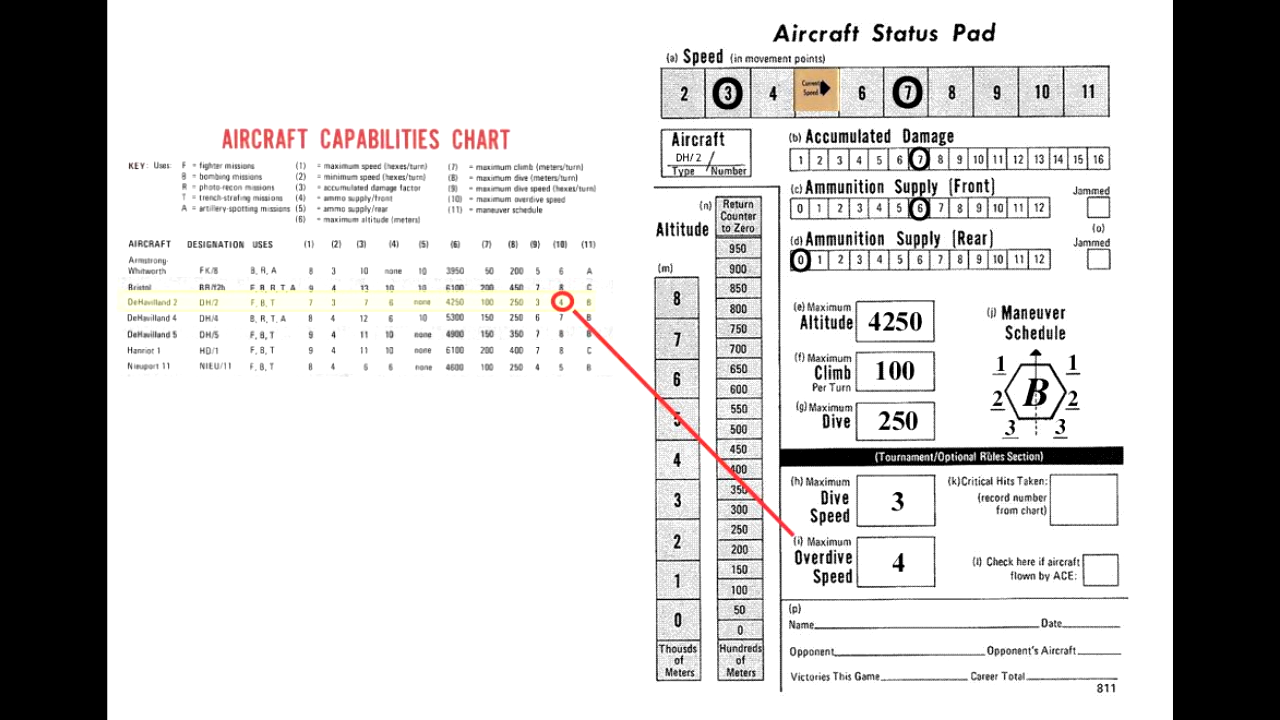 AIRCRAFT CAPABILITIES CHART
KEY: Uses: F = fighter missions (1) = maximum speed (hexes/turn) (7) = maximum climb (meters/turn)
B = bombing missions (2) = minimum speed (hexes/turn) (8) = maximum dive (meters/turn)
R = photo-recon missions (3) = accumulated damage factor (9) = maximum dive speed (hexes/turn)
T = trench-strafing missions (4) = ammo supply/front (10) = maximum overdive speed
A = artillery-spotting missions (5) = ammo supply/rear (11) = maneuver schedule
(6) = maximum altitude (meters)
AIRCRAFT DESIGNATION USES (1) (2) (3) (4) (5) (6) (7) (8) (9) (10) (11)
Armstrong-
Whitworth FK/8 B, R, A 8 3 10 none 10 3950 50 200 5 6 A
Bristol BR/f2b F, B, R, T, A 9 4 13 10 10 6100 200 450 7 8 C
DeHavilland 2 DH/2 F, B, T 7 3 7 6 none 4250 100 250 3 4 B
DeHavilland 4 DH/4 B, R, T, A 8 4 12 6 10 5300 150 250 6 7 B
DeHavilland 5 DH/5 F, B, T 9 4 11 10 none 4900 150 350 7 8 B
Hanriot 1 HD/1 F, B, T 9 4 11 10 none 6100 200 400 7 8 C
Nieuport 11 NIEU/11 F, B, T 8 4 6 6 none 4600 100 250 4 5 B
Aircraft Status Pad
(a) Speed (in movement points)
2 3 4 Current Speed 6 7 8 9 10 11
Aircraft
DH/2 /
Type Number
(b) Accumulated Damage
1 2 3 4 5 6 7 8 9 10 11 12 13 14 15 16
(c) Ammunition Supply (Front) Jammed
0 1 2 3 4 5 6 7 8 9 10 11 12
(o)
(d) Ammunition Supply (Rear) Jammed
0 1 2 3 4 5 6 7 8 9 10 11 12
Altitude
(m)
8
7
6
5
4
3
2
1
0
Thousds
of
Meters
(n) Return
Counter
to Zero
950
900
850
800
750
700
650
600
550
500
450
400
350
300
250
200
150
100
50
0
Hundreds
of
Meters
(e) Maximum
Altitude 4250
(f) Maximum
Climb 100
Per Turn
(g) Maximum
Dive 250
(j) Maneuver
Schedule
1 1
2 B 2
3 3
(Tournament/Optional Rules Section)
(h) Maximum
Dive 3
Speed
(i) Maximum
Overdive 4
Speed
(k) Critical Hits Taken:
(record number
from chart)
(l) Check here if aircraft
flown by ACE:
(p)
Name Date
Opponent Opponent's Aircraft
Victories This Game Career Total
811